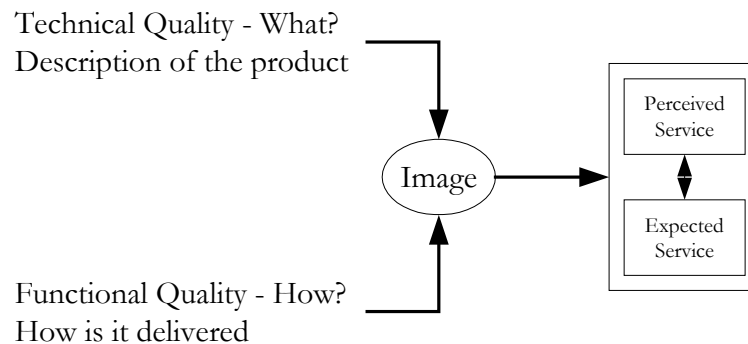 Technical Quality - What?
Description of the product
Image
Perceived
Service
Expected
Service
Functional Quality - How?
How is it delivered